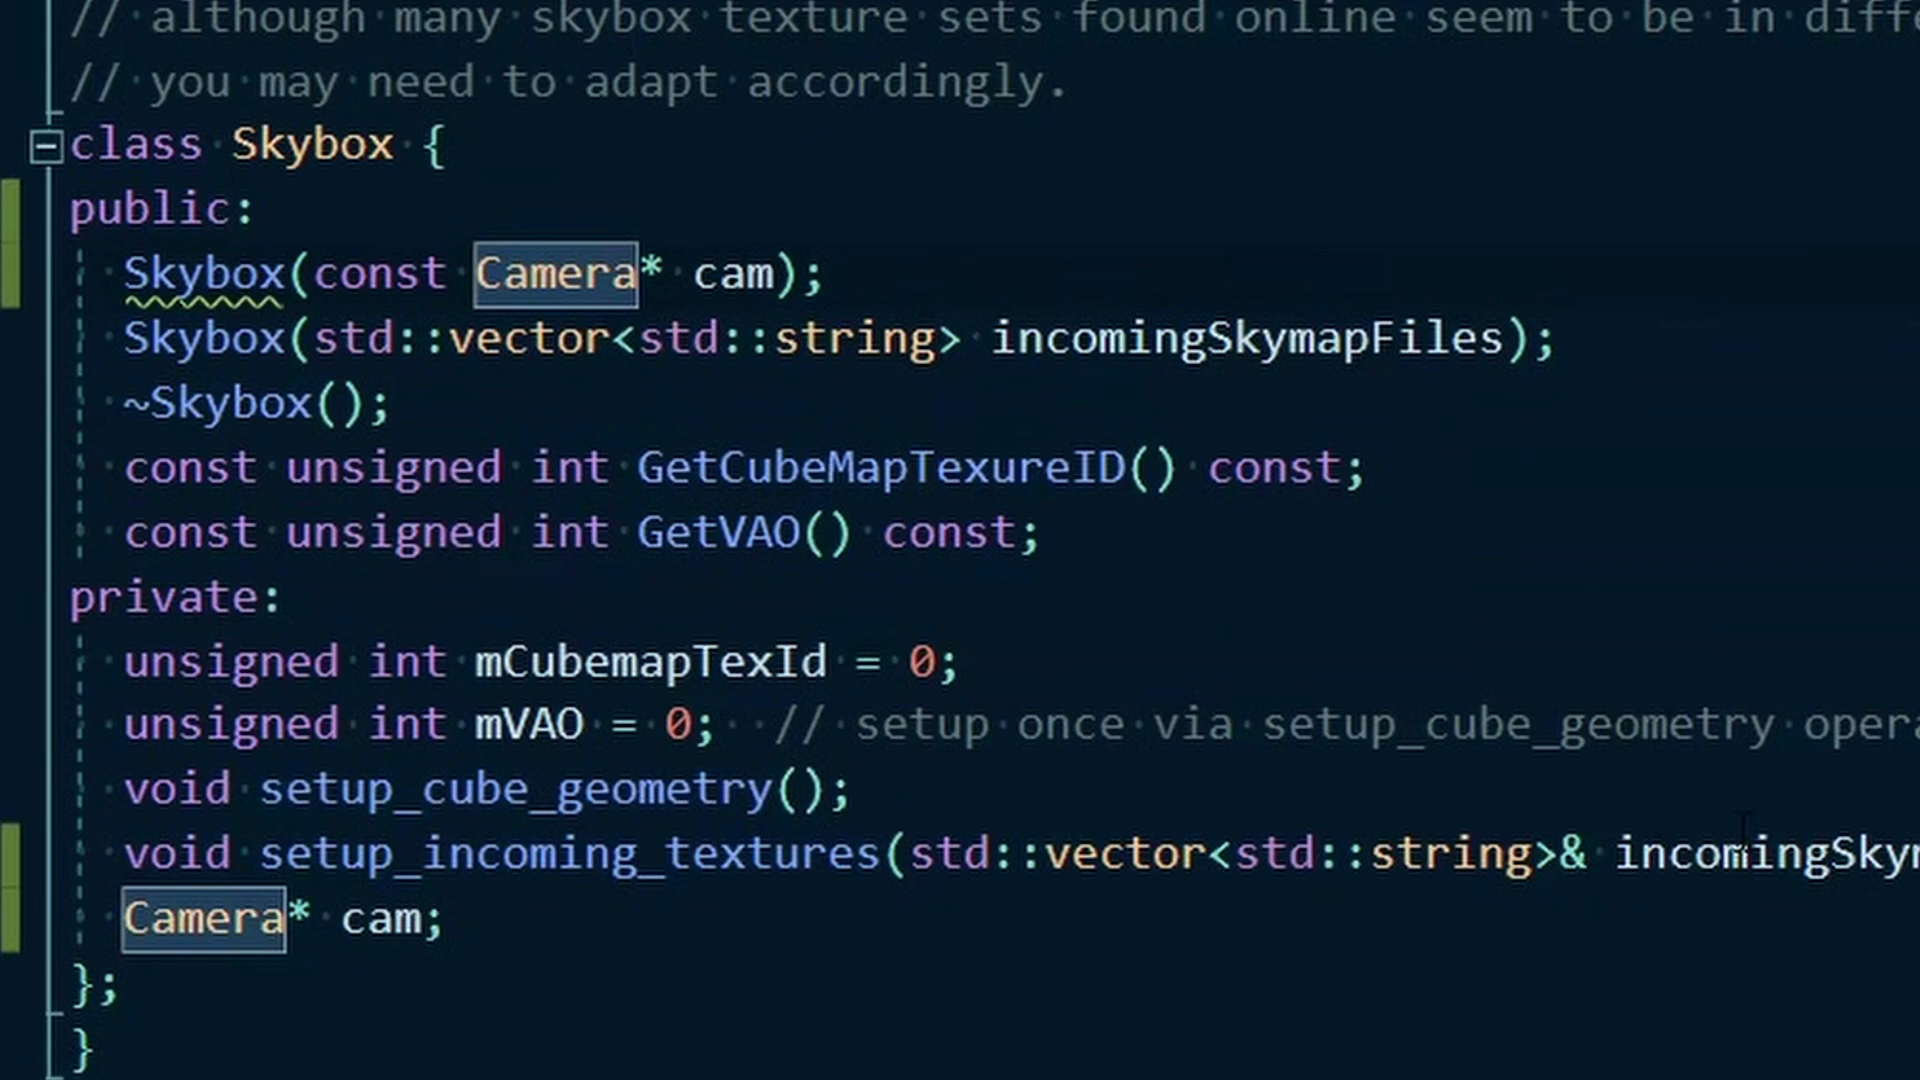 // although many skybox texture sets found online seem to be in
// you may need to adapt accordingly.
class Skybox {
public:
Skybox(const Camera* cam);
Skybox(std::vector<std::string> incomingSkymapFiles);
~Skybox();
const unsigned int GetCubeMapTexureID() const;
const unsigned int GetVAO() const;
private:
unsigned int mCubemapTexId = 0;
unsigned int mVAO = 0; // setup once via setup_cube_geometry
void setup_cube_geometry();
void setup_incoming_textures(std::vector<std::string>&
Camera* cam;
};
}